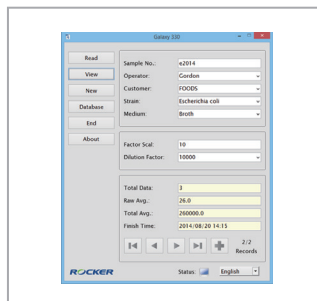 Galaxy 330
Read
View
New
Database
End
About
Sample No.: e2014
Operator: Gordon
Customer: FOODS
Strain: Escherichia coli
Medium: Broth
Factor Scal: 10
Dilution Factor: 10000
Total Data: 3
Raw Avg.: 26.0
Total Avg.: 260000.0
Finish Time: 2014/08/20 14:15
2/2
Records
ROCKER
Status:
English